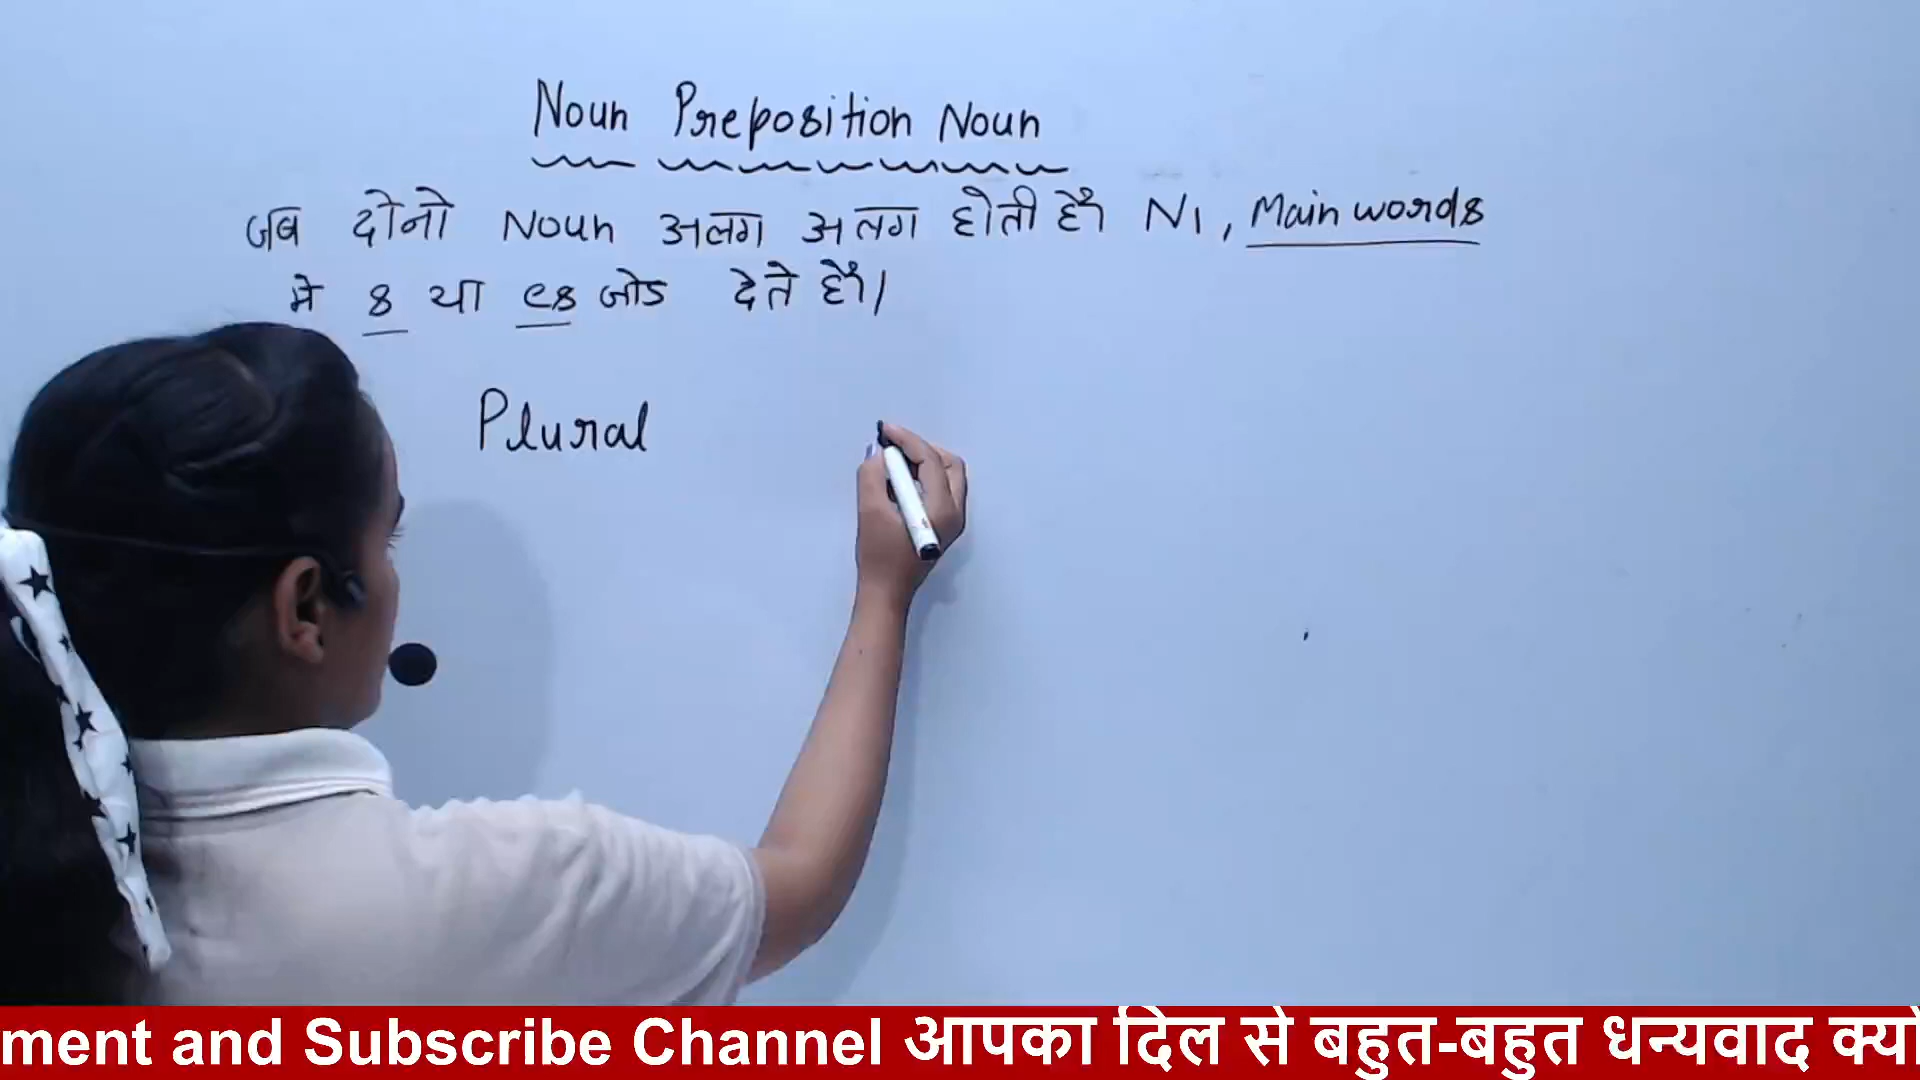 Noun Preposition Noun
जब दोनो Noun अलग अलग होती हैं N1, Main words
मे s या es जोड देते हैं।
Plural
ment and Subscribe Channel आपका दिल से बहुत-बहुत धन्यवाद क्यों